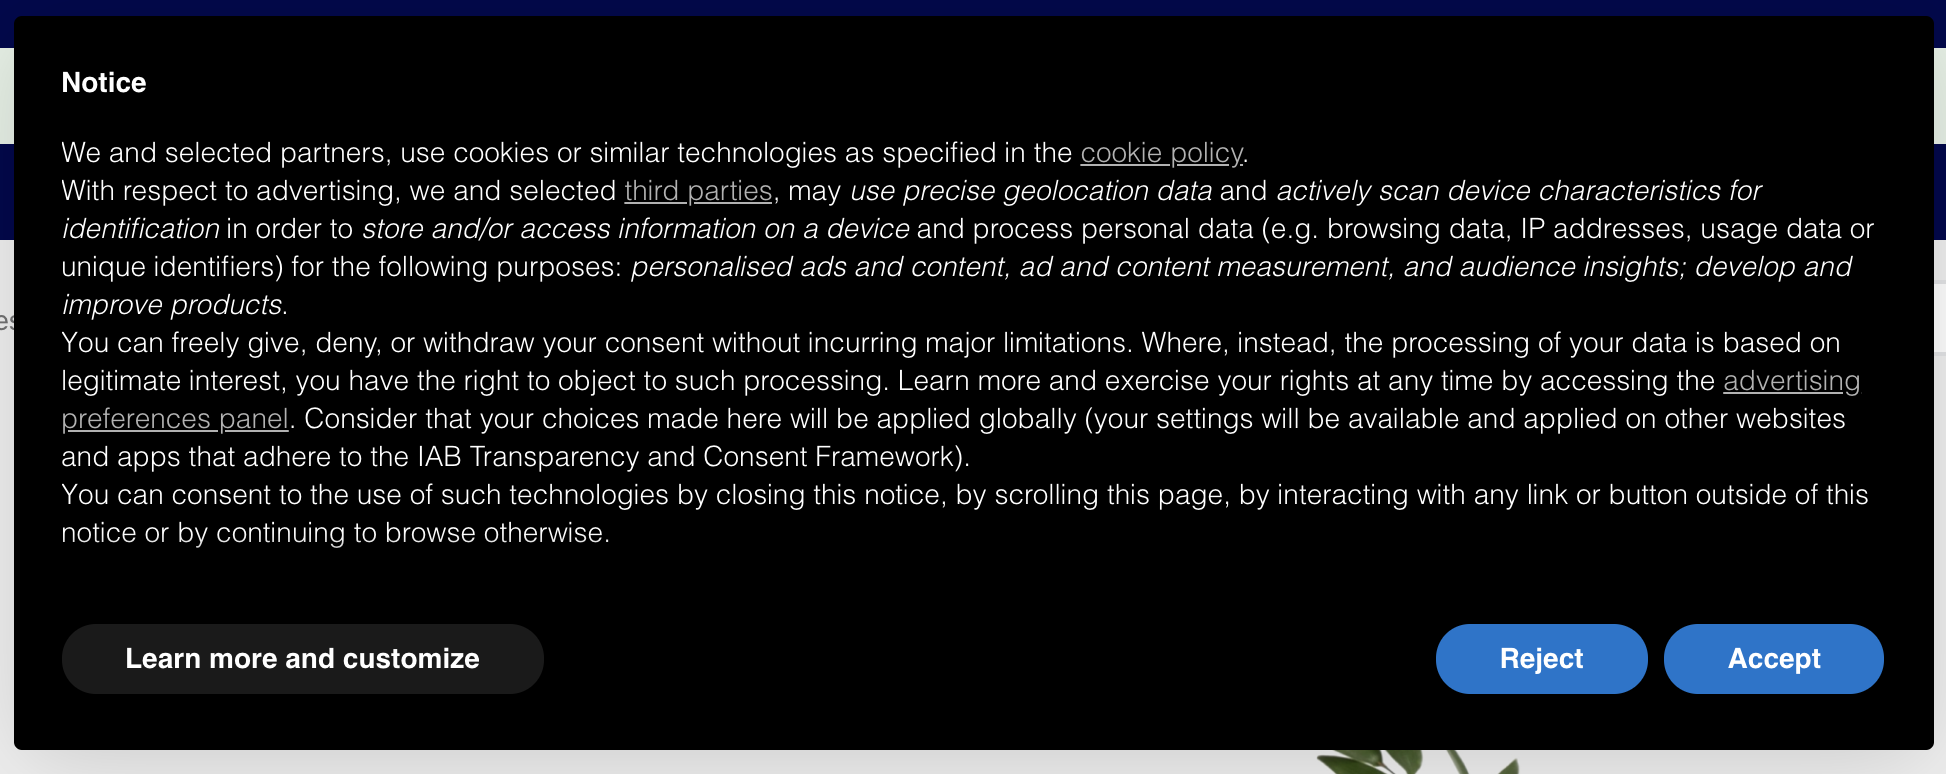 Notice
We and selected partners, use cookies or similar technologies as specified in the cookie policy.
With respect to advertising, we and selected third parties, may use precise geolocation data and actively scan device characteristics for
identification in order to store and/or access information on a device and process personal data (e.g. browsing data, IP addresses, usage data or
unique identifiers) for the following purposes: personalised ads and content, ad and content measurement, and audience insights; develop and
improve products.
You can freely give, deny, or withdraw your consent without incurring major limitations. Where, instead, the processing of your data is based on
legitimate interest, you have the right to object to such processing. Learn more and exercise your rights at any time by accessing the advertising
preferences panel. Consider that your choices made here will be applied globally (your settings will be available and applied on other websites
and apps that adhere to the IAB Transparency and Consent Framework).
You can consent to the use of such technologies by closing this notice, by scrolling this page, by interacting with any link or button outside of this
notice or by continuing to browse otherwise.
Learn more and customize
Reject
Accept